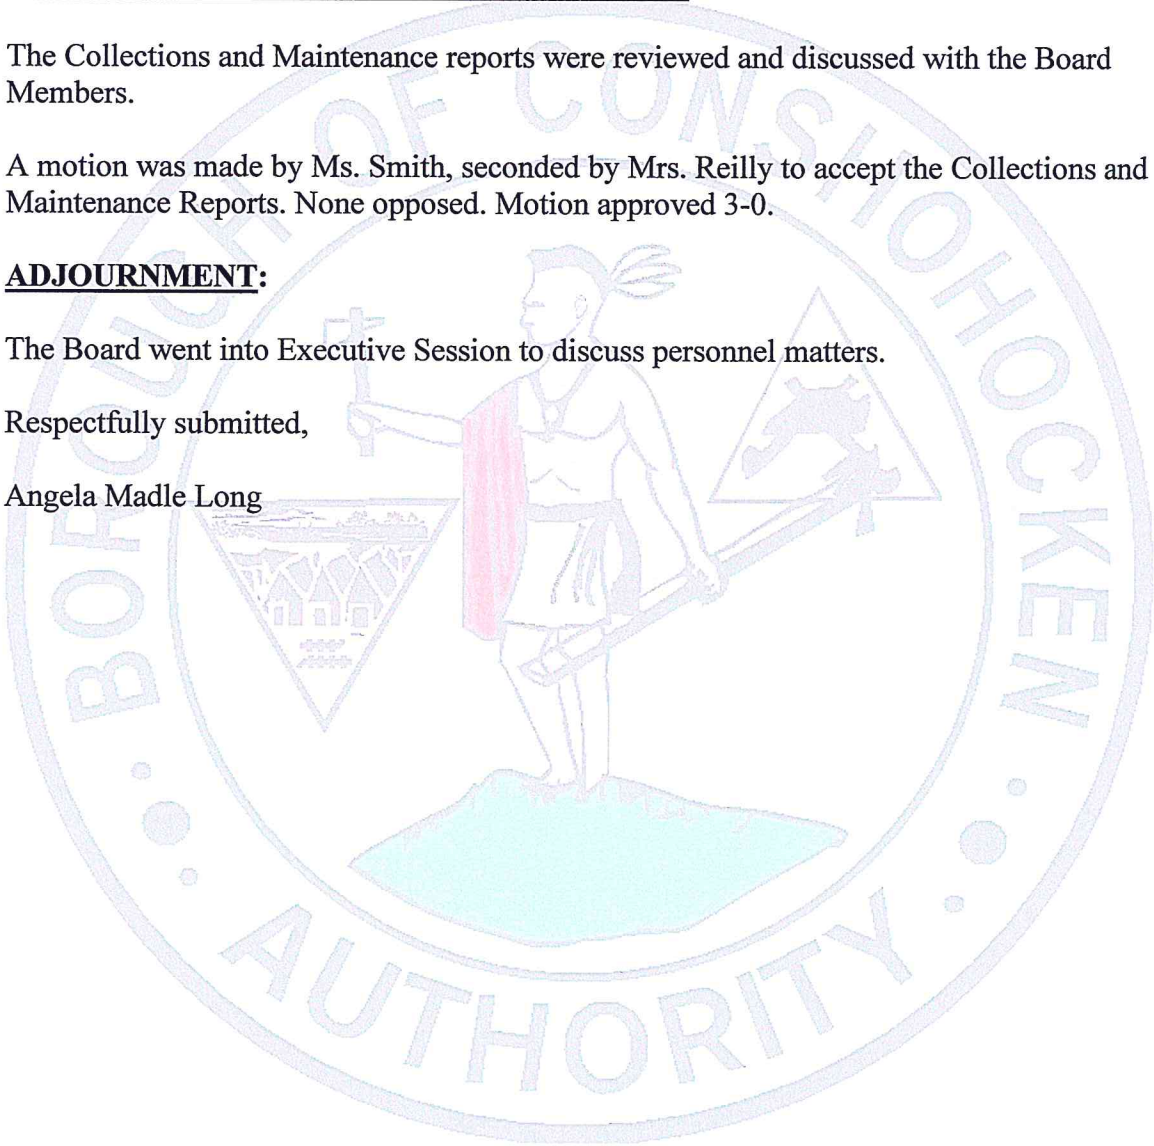 The Collections and Maintenance reports were reviewed and discussed with the Board
Members.
A motion was made by Ms. Smith, seconded by Mrs. Reilly to accept the Collections and
Maintenance Reports. None opposed. Motion approved 3-0.
ADJOURNMENT:
The Board went into Executive Session to discuss personnel matters.
Respectfully submitted,
Angela Madle Long
BOROUGH OF CONSHOHOCKEN
AUTHORITY